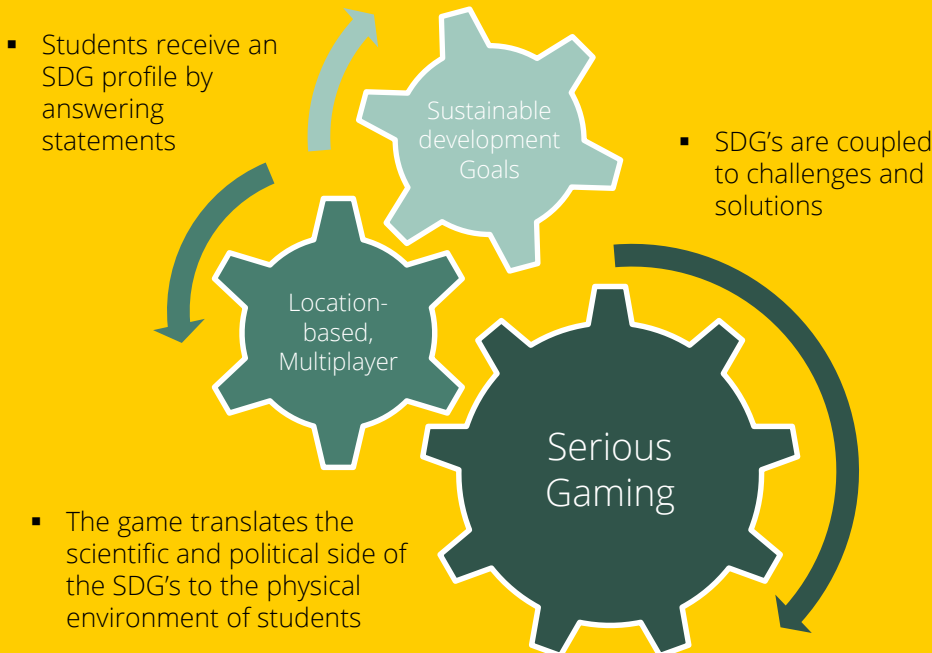 ▪ Students receive an
SDG profile by
answering
statements
Sustainable
development
Goals
▪ SDG's are coupled
to challenges and
solutions
Location-
based,
Multiplayer
Serious
Gaming
▪ The game translates the
scientific and political side of
the SDG's to the physical
environment of students